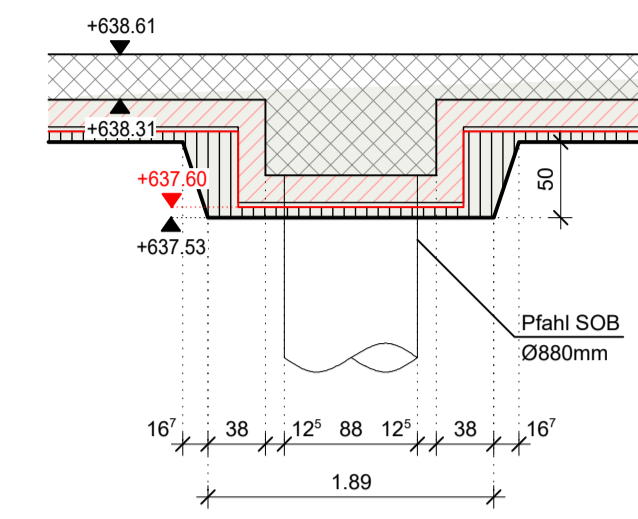 +638.61
+638.31
+637.60
+637.53
50
Pfahl SOB
Ø880mm
16⁷ 38 12⁵ 88 12⁵ 38 16⁷
1.89